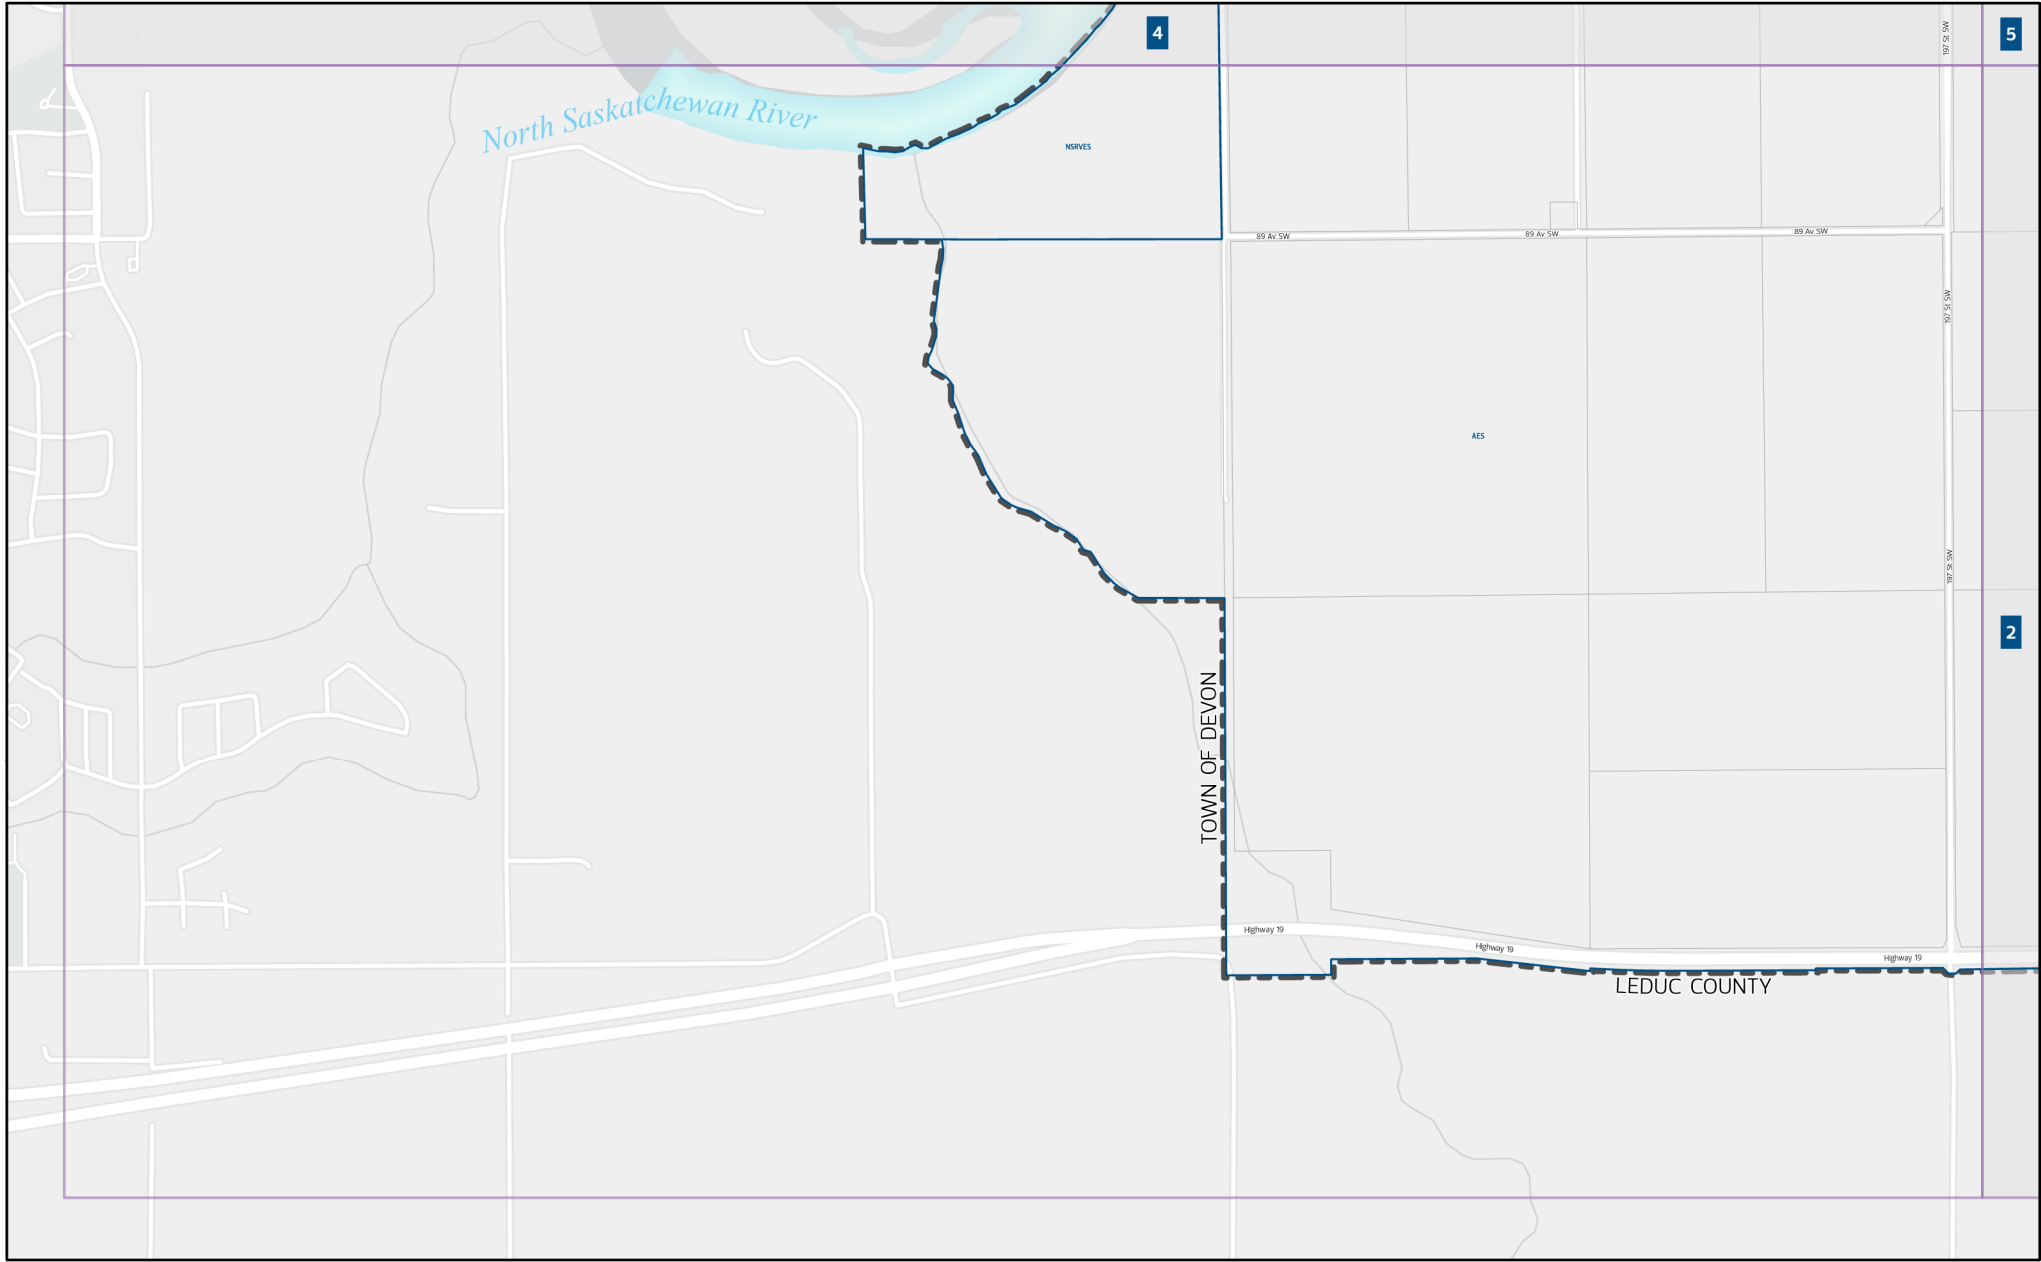 4
5
197 St SW
North Saskatchewan River
NSRVES
89 Av SW
89 Av SW
89 Av SW
197 St SW
AES
197 St SW
2
TOWN OF DEVON
Highway 19
Highway 19
Highway 19
LEDUC COUNTY